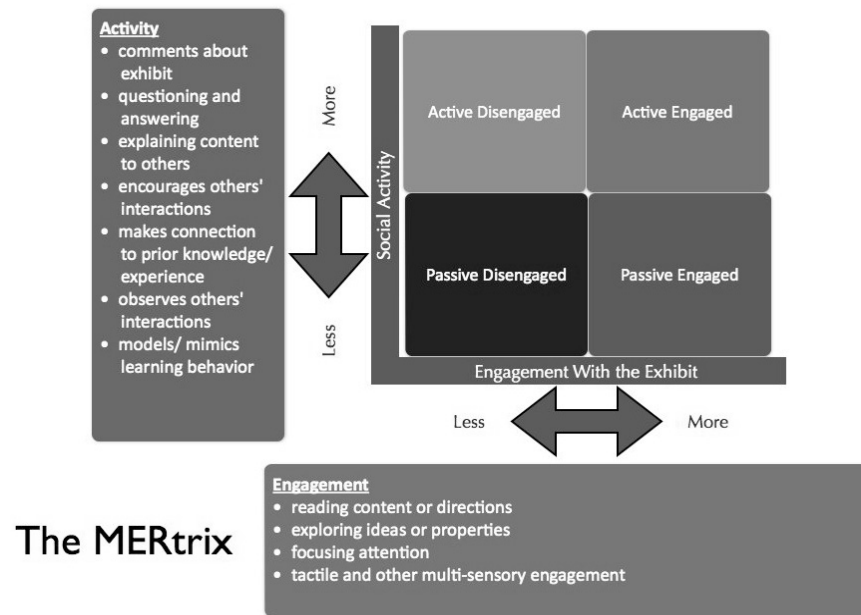 Activity
• comments about
exhibit
• questioning and
answering
• explaining content
to others
• encourages others'
interactions
• makes connection
to prior knowledge/
experience
• observes others'
interactions
• models/ mimics
learning behavior
More
Less
Social Activity
Active Disengaged
Active Engaged
Passive Disengaged
Passive Engaged
Engagement With the Exhibit
Less
More
The MERtrix
Engagement
• reading content or directions
• exploring ideas or properties
• focusing attention
• tactile and other multi-sensory engagement